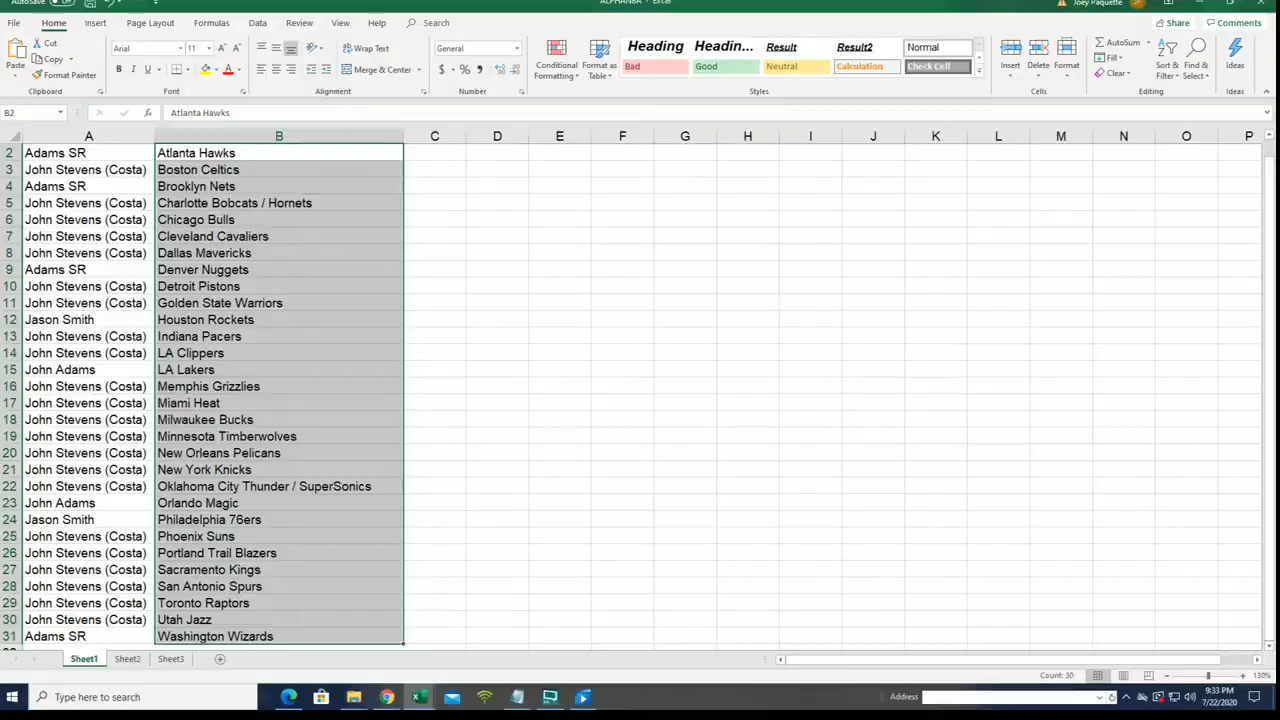 AutoSave Off ALPHANBA - Excel Joey Paquette
File Home Insert Page Layout Formulas Data Review View Help Search Share Comments
Paste Cut Copy Format Painter Clipboard
Arial 11 B I U A A Font
Wrap Text Merge & Center Alignment
General $ % , Number
Conditional Formatting Format as Table
Heading Headin... Result Result2 Normal
Bad Good Neutral Calculation Check Cell
Styles
Insert Delete Format Cells
AutoSum Fill Clear Sort & Filter Find & Select Editing
Ideas Ideas
B2 fx Atlanta Hawks
A B C D E F G H I J K L M N O P
2 Adams SR Atlanta Hawks
3 John Stevens (Costa) Boston Celtics
4 Adams SR Brooklyn Nets
5 John Stevens (Costa) Charlotte Bobcats / Hornets
6 John Stevens (Costa) Chicago Bulls
7 John Stevens (Costa) Cleveland Cavaliers
8 John Stevens (Costa) Dallas Mavericks
9 Adams SR Denver Nuggets
10 John Stevens (Costa) Detroit Pistons
11 John Stevens (Costa) Golden State Warriors
12 Jason Smith Houston Rockets
13 John Stevens (Costa) Indiana Pacers
14 John Stevens (Costa) LA Clippers
15 John Adams LA Lakers
16 John Stevens (Costa) Memphis Grizzlies
17 John Stevens (Costa) Miami Heat
18 John Stevens (Costa) Milwaukee Bucks
19 John Stevens (Costa) Minnesota Timberwolves
20 John Stevens (Costa) New Orleans Pelicans
21 John Stevens (Costa) New York Knicks
22 John Stevens (Costa) Oklahoma City Thunder / SuperSonics
23 John Adams Orlando Magic
24 Jason Smith Philadelphia 76ers
25 John Stevens (Costa) Phoenix Suns
26 John Stevens (Costa) Portland Trail Blazers
27 John Stevens (Costa) Sacramento Kings
28 John Stevens (Costa) San Antonio Spurs
29 John Stevens (Costa) Toronto Raptors
30 John Stevens (Costa) Utah Jazz
31 Adams SR Washington Wizards
Sheet1 Sheet2 Sheet3
Count: 30 130%
Type here to search Address 9:33 PM
7/22/2020